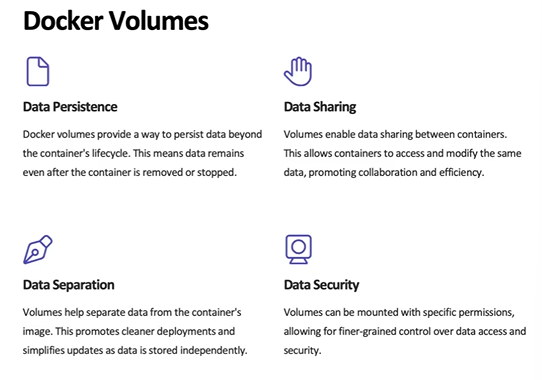 Docker Volumes
Data Persistence
Docker volumes provide a way to persist data beyond
the container's lifecycle. This means data remains
even after the container is removed or stopped.
Data Sharing
Volumes enable data sharing between containers.
This allows containers to access and modify the same
data, promoting collaboration and efficiency.
Data Separation
Volumes help separate data from the container's
image. This promotes cleaner deployments and
simplifies updates as data is stored independently.
Data Security
Volumes can be mounted with specific permissions,
allowing for finer-grained control over data access and
security.